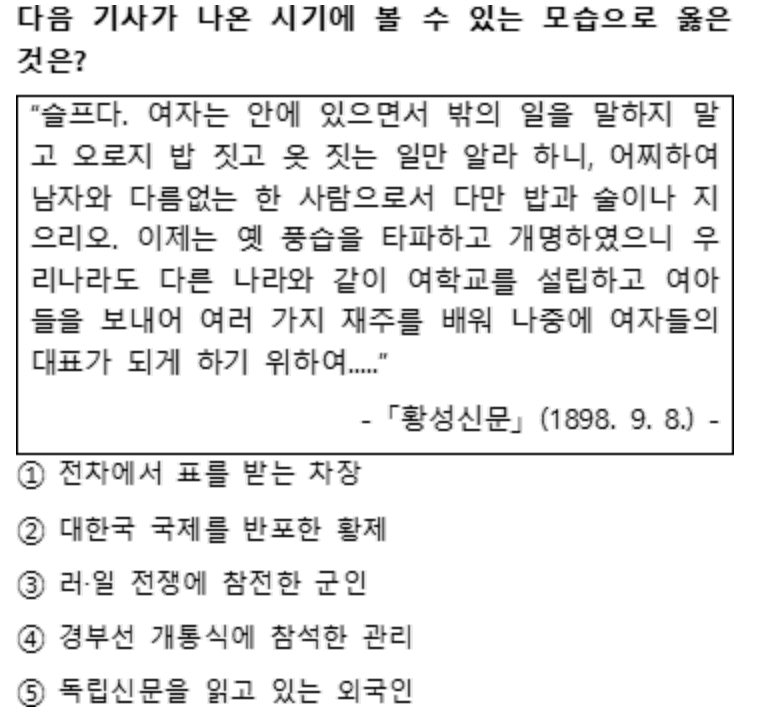 다음 기사가 나온 시기에 볼 수 있는 모습으로 옳은
것은?
"슬프다. 여자는 안에 있으면서 밖의 일을 말하지 말
고 오로지 밥 짓고 옷 짓는 일만 알라 하니, 어찌하여
남자와 다름없는 한 사람으로서 다만 밥과 술이나 지
으리오. 이제는 옛 풍습을 타파하고 개명하였으니 우
리나라도 다른 나라와 같이 여학교를 설립하고 여아
들을 보내어 여러 가지 재주를 배워 나중에 여자들의
대표가 되게 하기 위하여....."
-「황성신문」(1898. 9. 8.) -
① 전차에서 표를 받는 차장
② 대한국 국제를 반포한 황제
③ 러·일 전쟁에 참전한 군인
④ 경부선 개통식에 참석한 관리
⑤ 독립신문을 읽고 있는 외국인